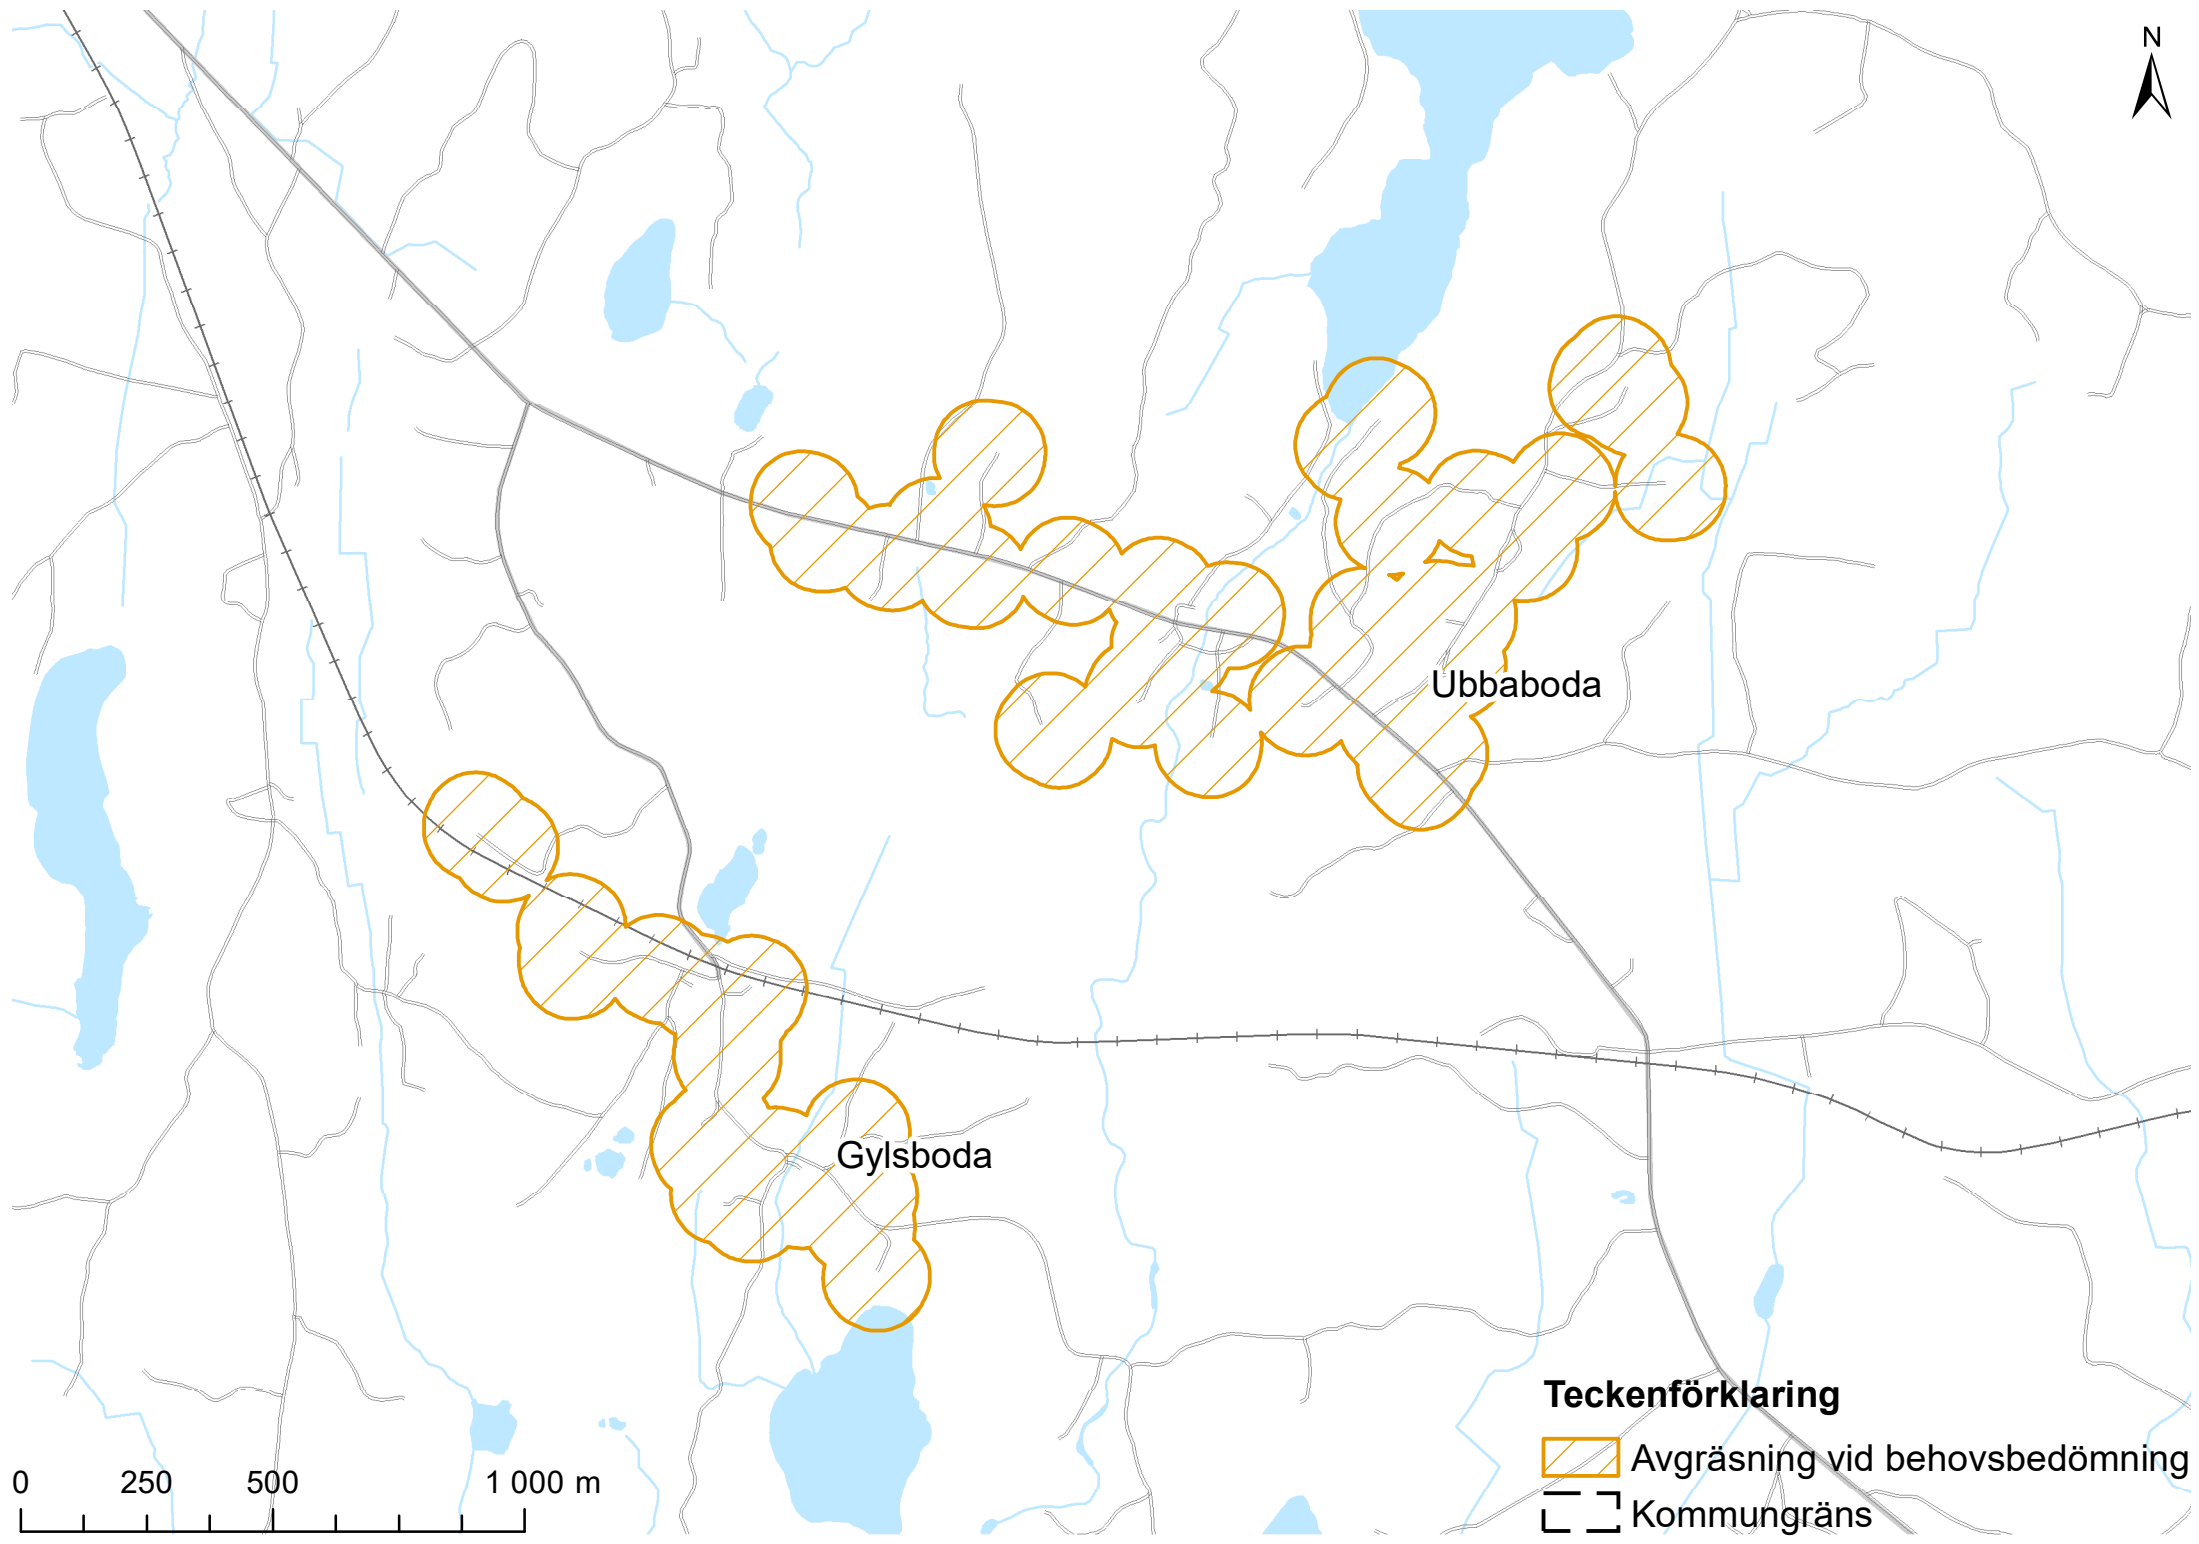 N
Ubbaboda
Gylsboda
Teckenförklaring
Avgräsning vid behovsbedömning
Kommungräns
0 250 500 1 000 m